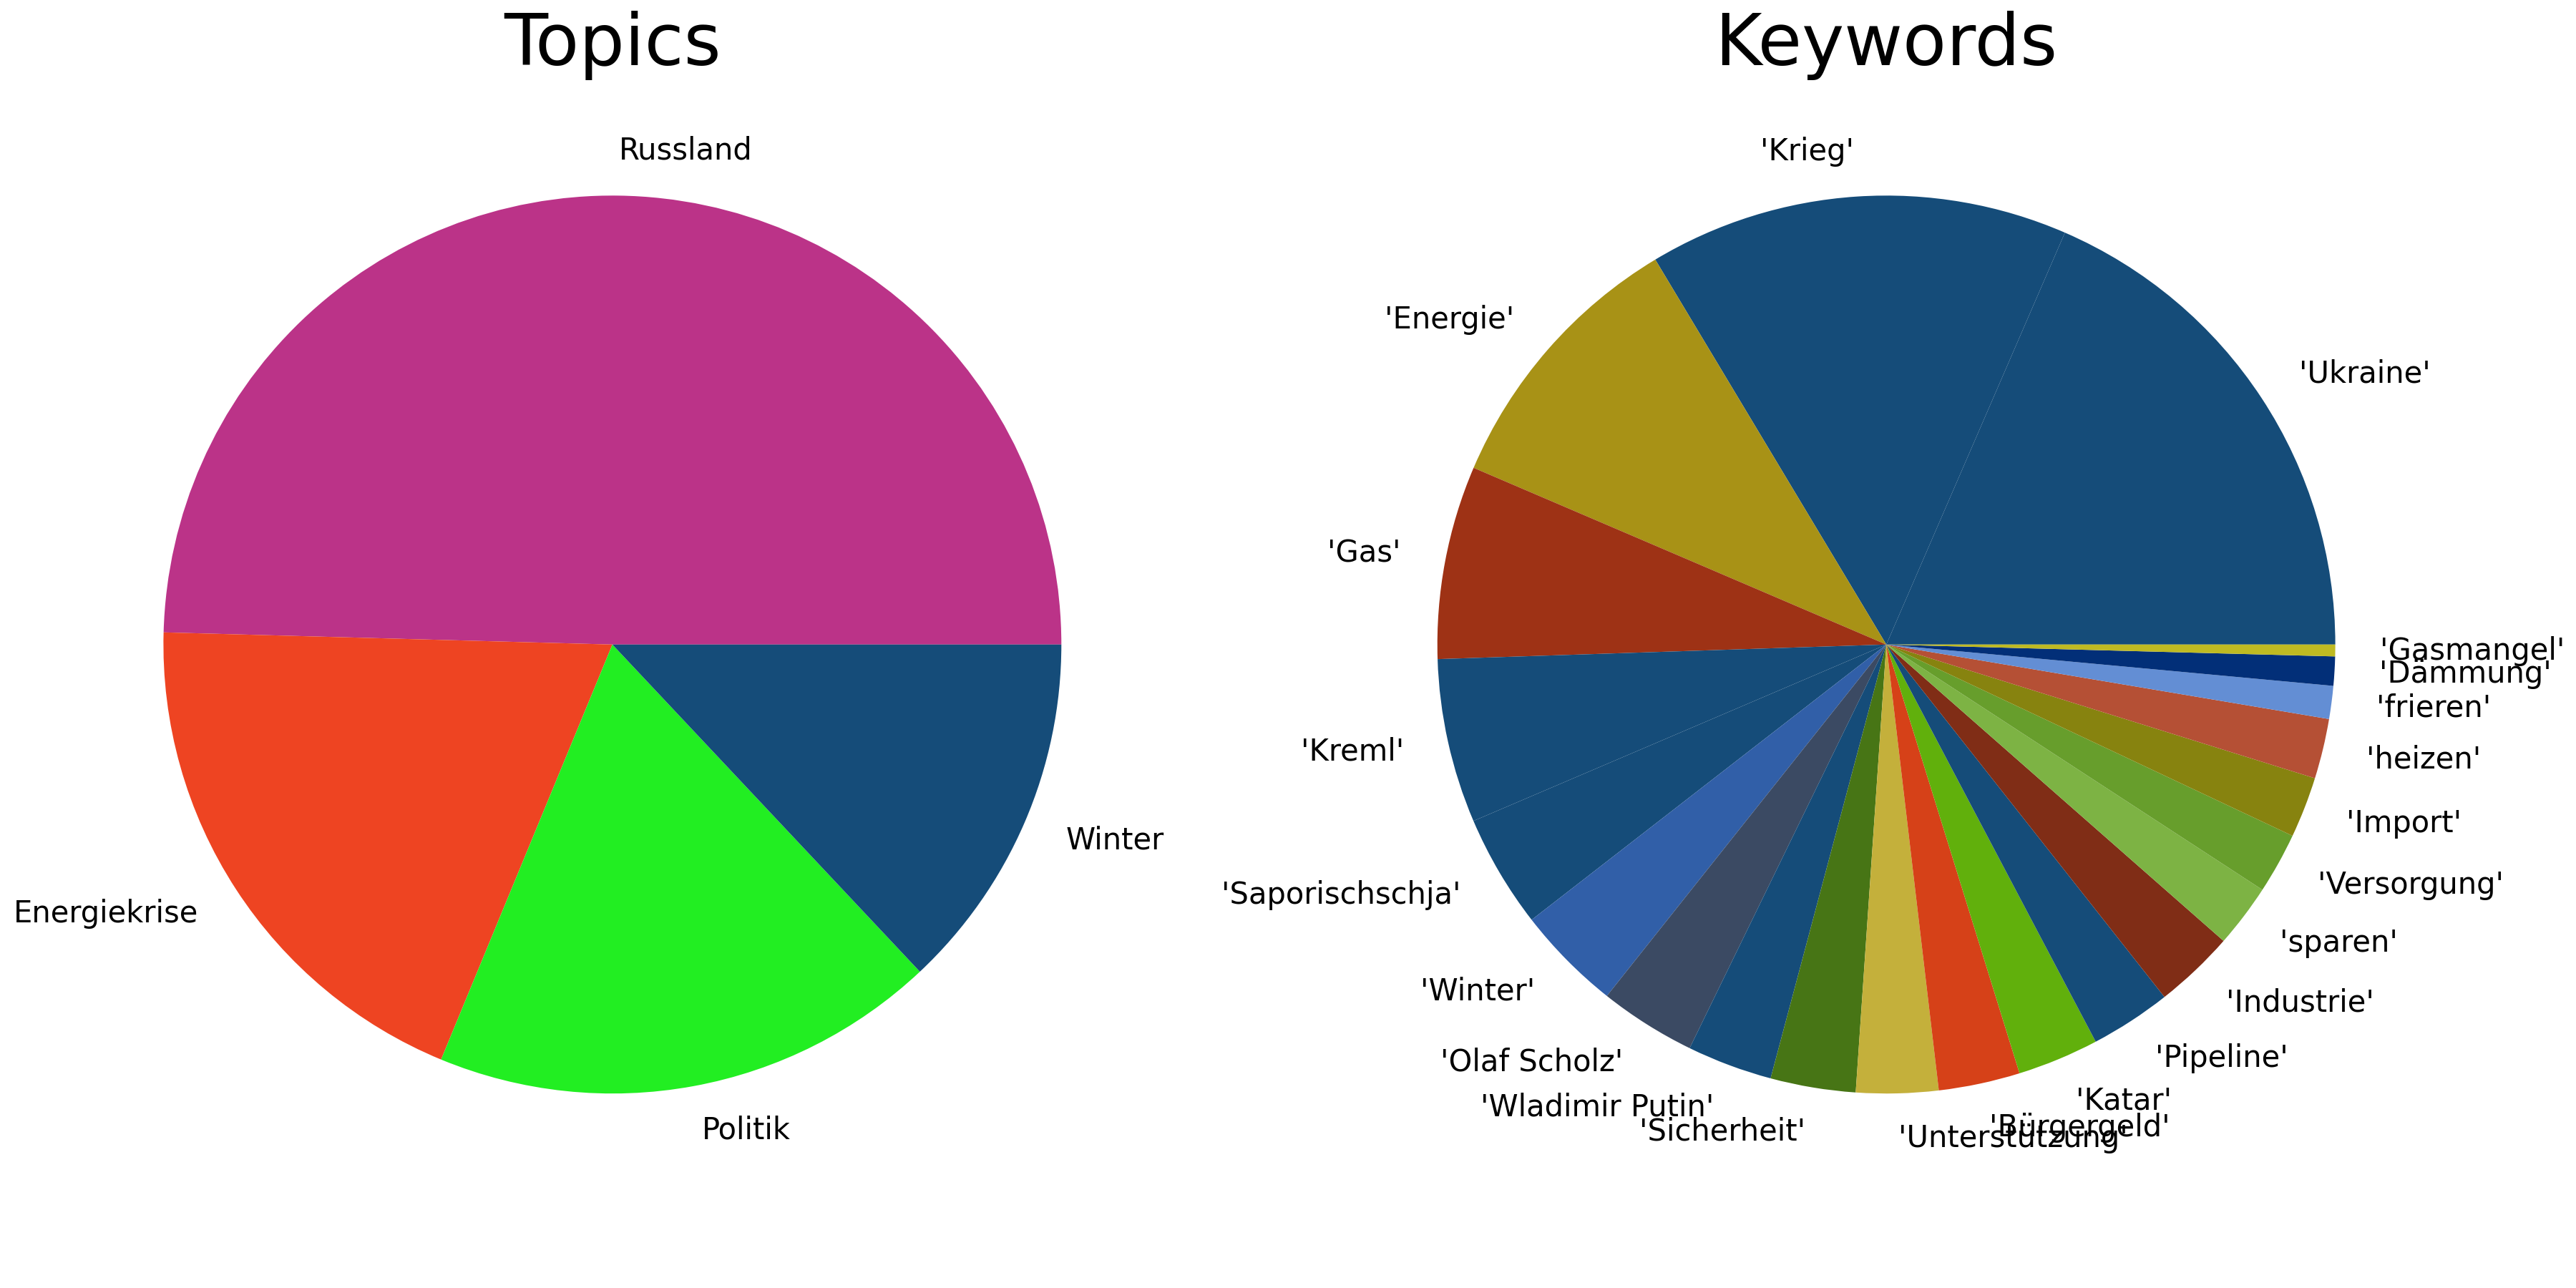 Topics
Russland
Energiekrise
Politik
Winter
Keywords
'Krieg'
'Ukraine'
'Energie'
'Gas'
'Kreml'
'Saporischschja'
'Winter'
'Olaf Scholz'
'Wladimir Putin'
'Sicherheit'
'Unterstützung'
'Bürgergeld'
'Katar'
'Pipeline'
'Industrie'
'sparen'
'Versorgung'
'Import'
'heizen'
'frieren'
'Dämmung'
'Gasmangel'